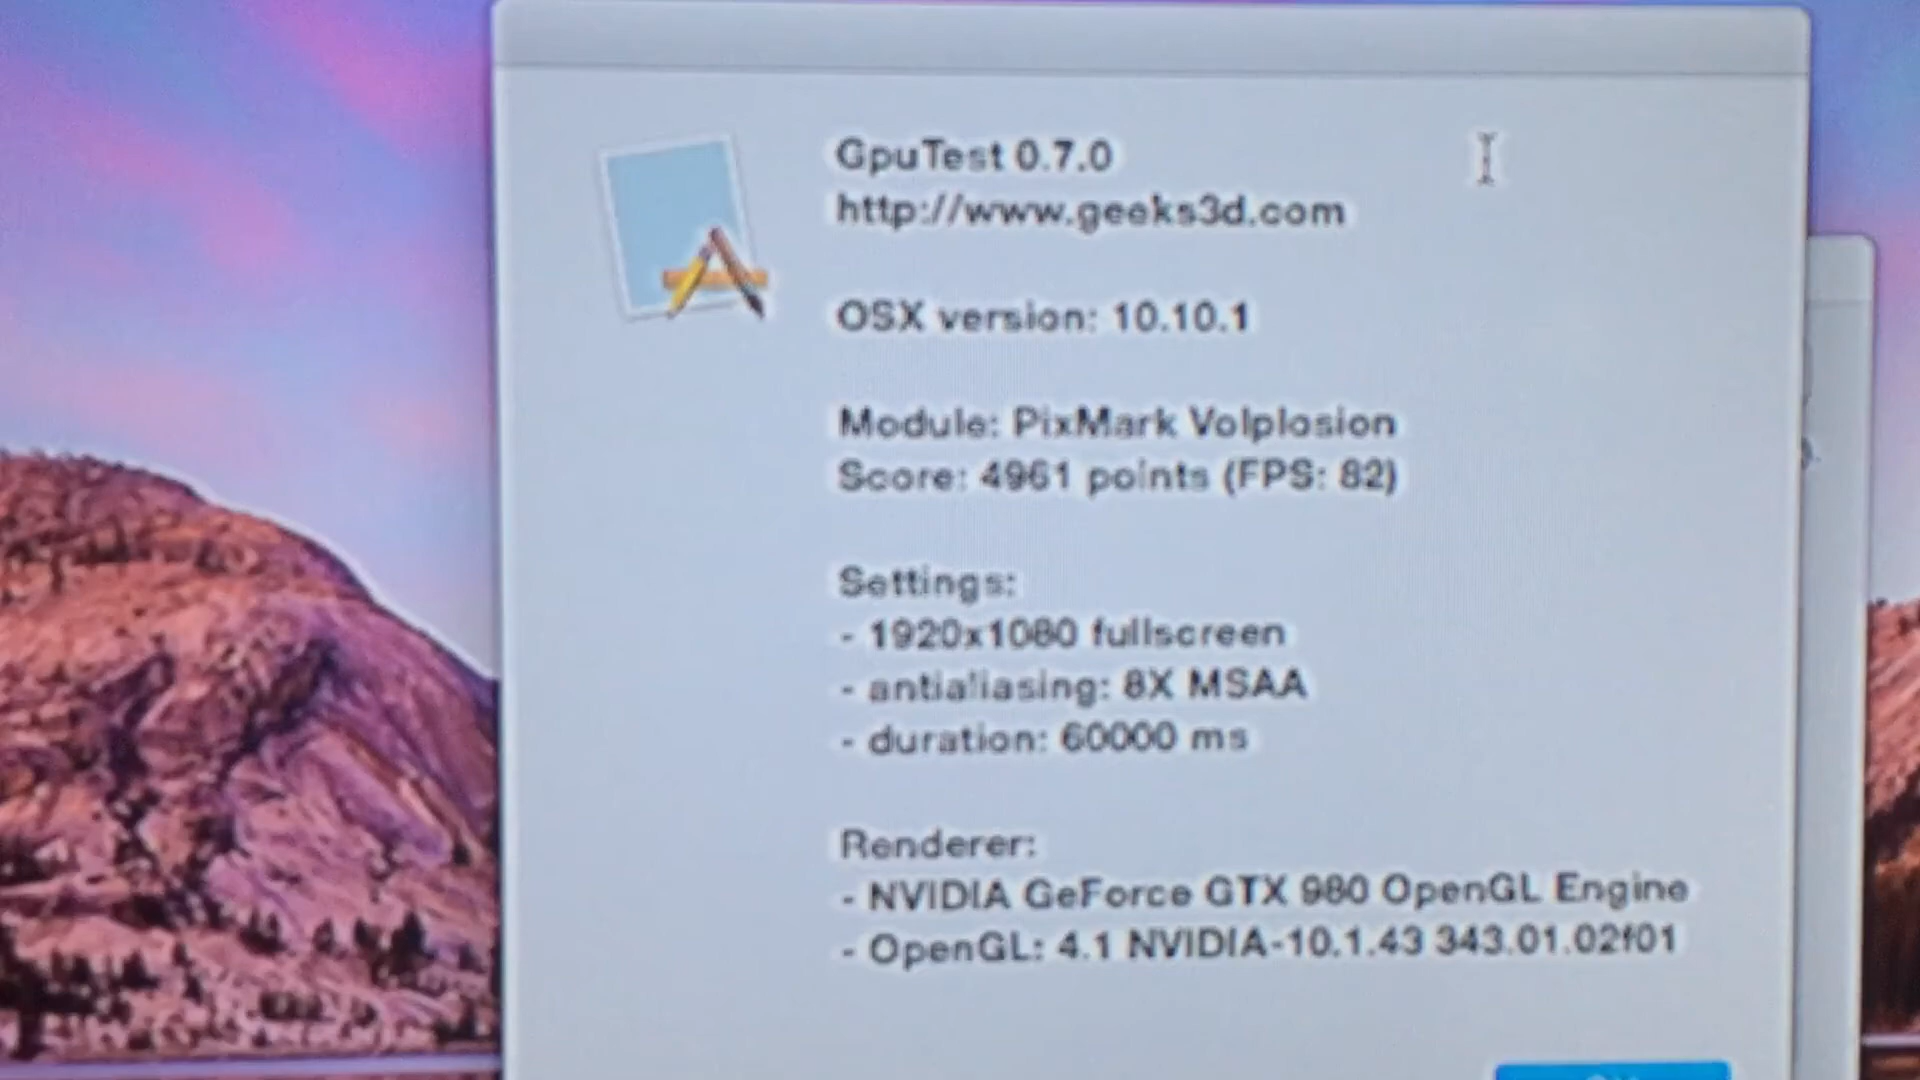 GpuTest 0.7.0
http://www.geeks3d.com
OSX version: 10.10.1
Module: PixMark Volplosion
Score: 4961 points (FPS: 82)
Settings:
- 1920x1080 fullscreen
- antialiasing: 8X MSAA
- duration: 60000 ms
Renderer:
- NVIDIA GeForce GTX 980 OpenGL Engine
- OpenGL: 4.1 NVIDIA-10.1.43 343.01.02f01